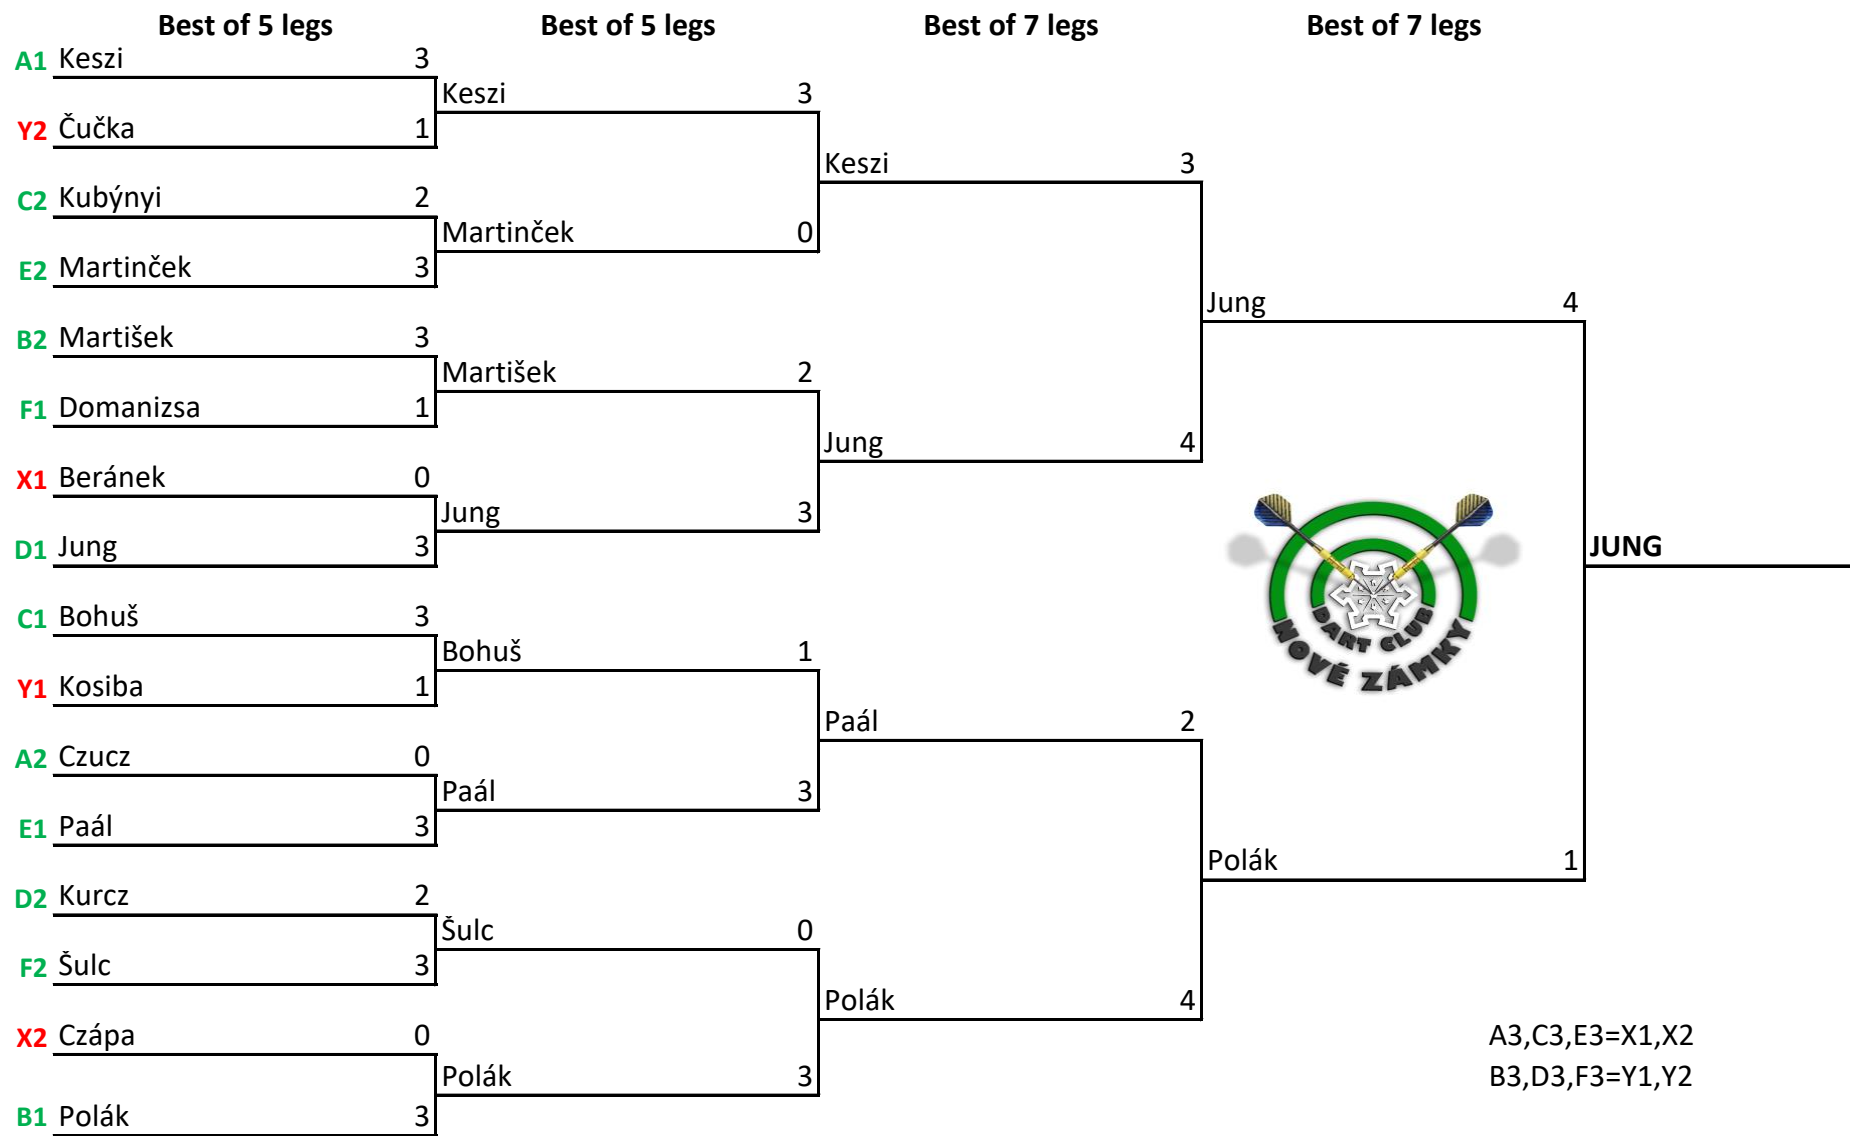 Best of 5 legs Best of 5 legs Best of 7 legs Best of 7 legs
A1 Keszi 3
Keszi 3
Y2 Čučka 1
Keszi 3
C2 Kubýnyi 2
Martinček 0
E2 Martinček 3
Jung 4
B2 Martišek 3
Martišek 2
F1 Domanizsa 1
Jung 4
X1 Beránek 0
Jung 3
D1 Jung 3
JUNG
C1 Bohuš 3
DART CLUB
NOVÉ ZÁMKY
Bohuš 1
Y1 Kosiba 1
Paál 2
A2 Czucz 0
Paál 3
E1 Paál 3
Polák 1
D2 Kurcz 2
Šulc 0
F2 Šulc 3
Polák 4
X2 Czápa 0
A3,C3,E3=X1,X2
Polák 3
B3,D3,F3=Y1,Y2
B1 Polák 3